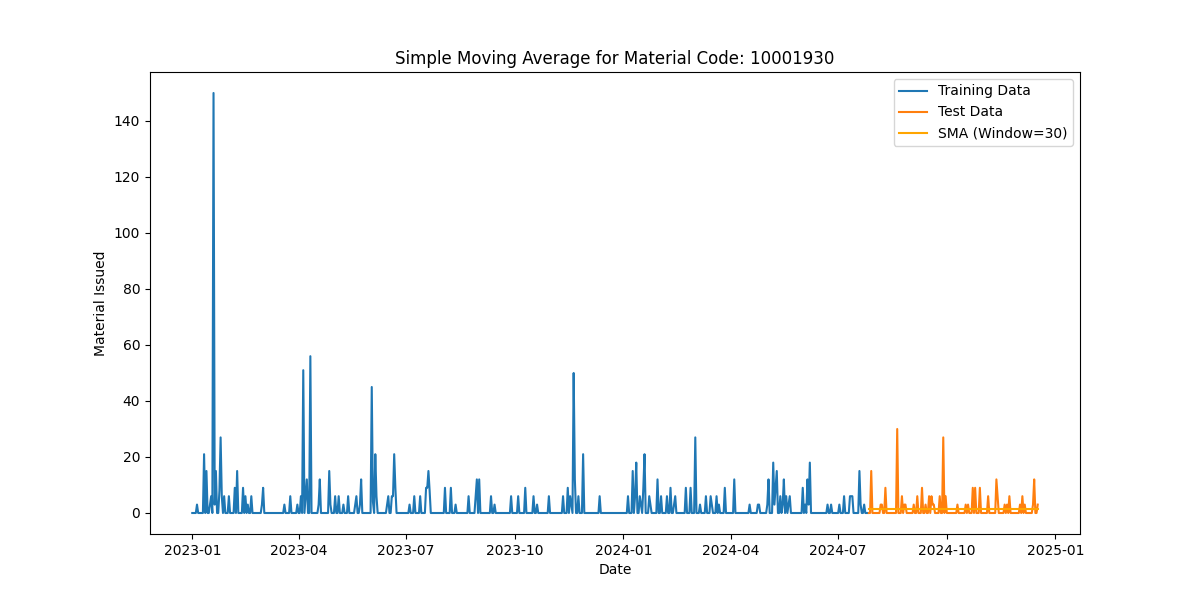 Simple Moving Average for Material Code: 10001930
Training Data
Test Data
SMA (Window=30)
Material Issued
140
120
100
80
60
40
20
0
2023-01
2023-04
2023-07
2023-10
2024-01
2024-04
2024-07
2024-10
2025-01
Date